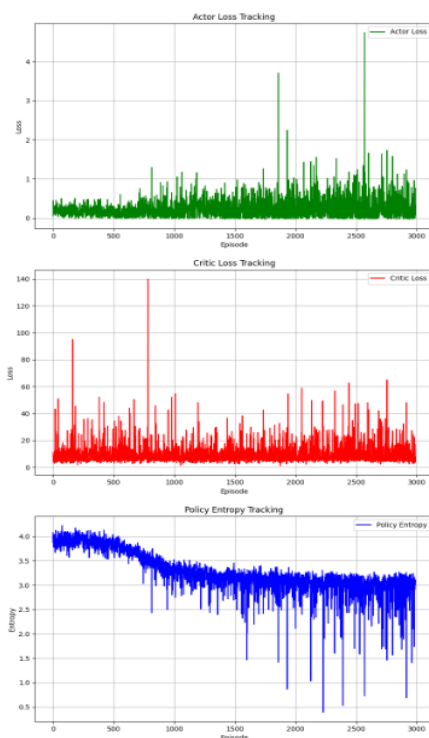 Actor Loss Tracking
Actor Loss
4
3
2
1
0
Loss
0 500 1000 1500 2000 2500 3000
Episode
Critic Loss Tracking
Critic Loss
140
120
100
80
60
40
20
0
Loss
0 500 1000 1500 2000 2500 3000
Episode
Policy Entropy Tracking
Policy Entropy
4.0
3.5
3.0
2.5
2.0
1.5
1.0
0.5
Entropy
0 500 1000 1500 2000 2500 3000
Episode